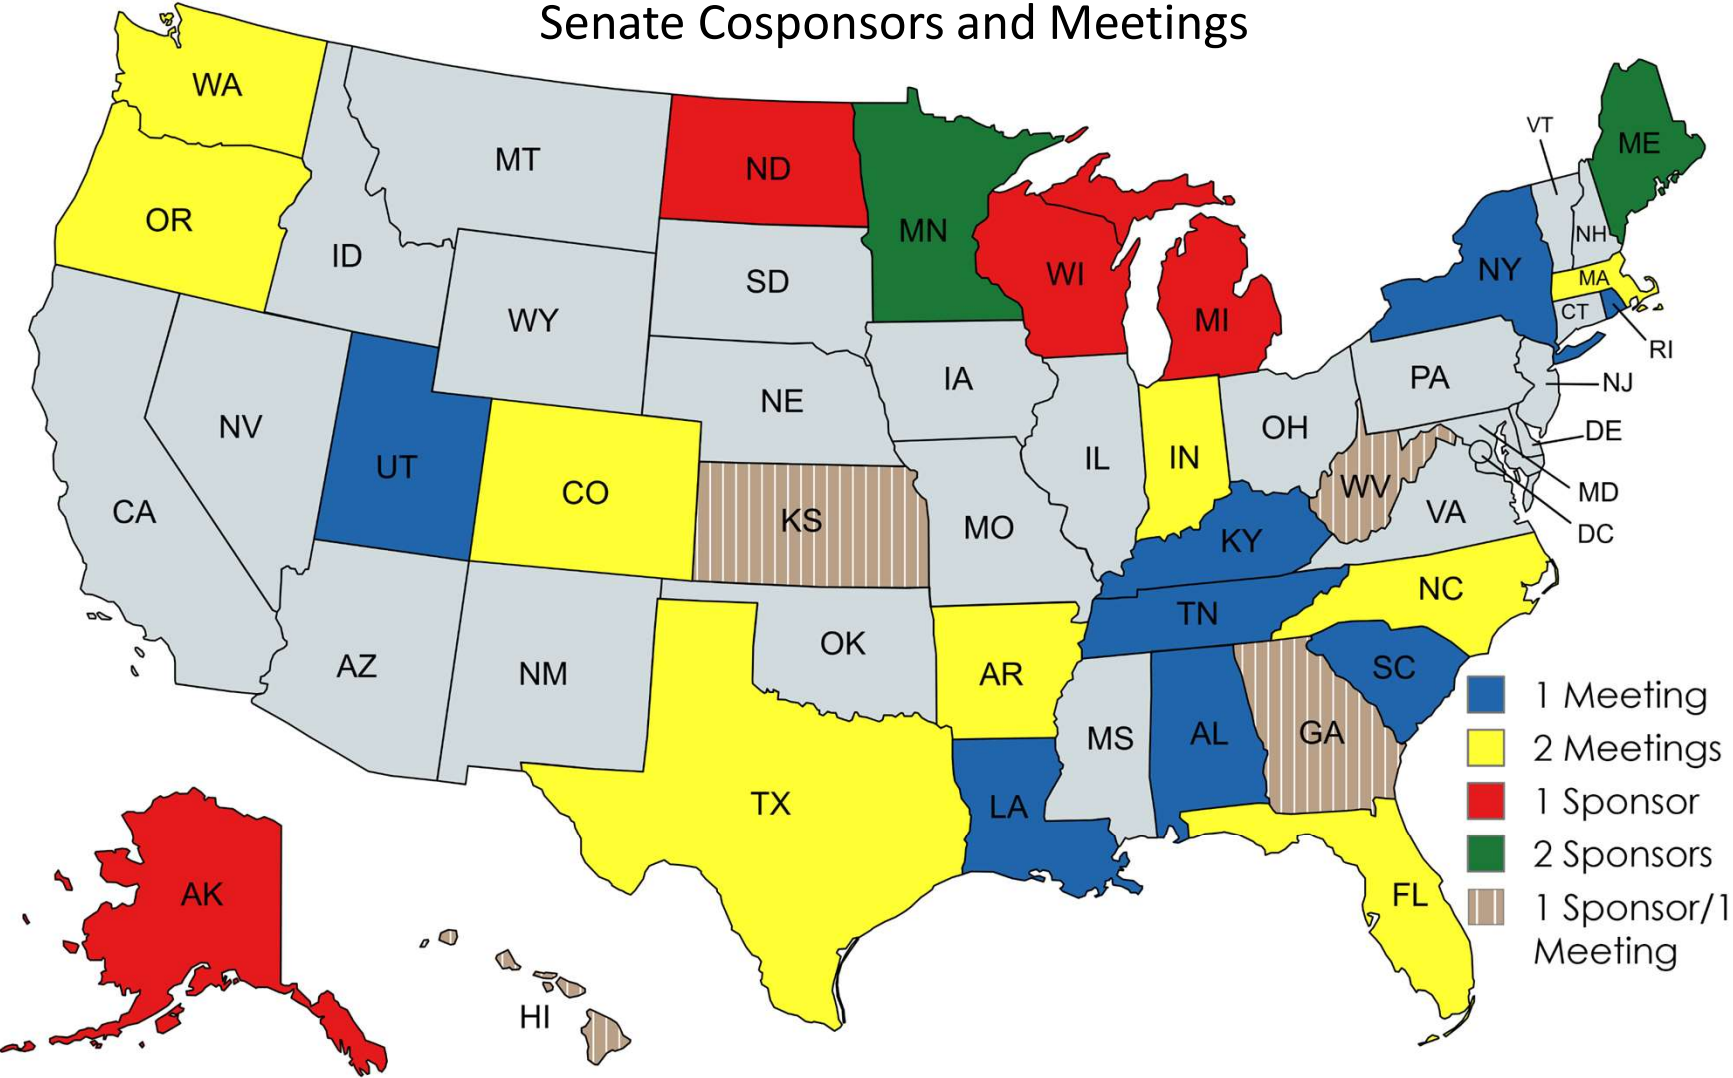 Senate Cosponsors and Meetings
WA
MT
ND
MN
ME
VT
OR
ID
SD
WI
NH
NY
MA
WY
MI
CT
RI
IA
NE
PA
NJ
NV
UT
CO
IL
IN
OH
DE
WV
MD
CA
KS
MO
KY
VA
DC
NC
TN
OK
AZ
NM
AR
SC
MS
AL
GA
TX
LA
FL
AK
HI
1 Meeting
2 Meetings
1 Sponsor
2 Sponsors
1 Sponsor/1
Meeting